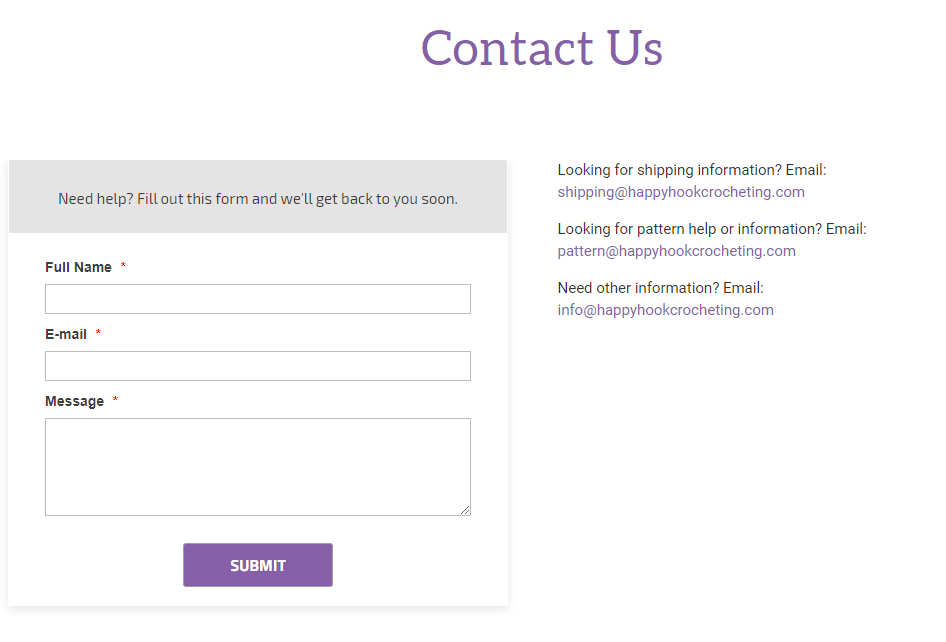 Contact Us
Need help? Fill out this form and we'll get back to you soon.
Full Name *
E-mail *
Message *
SUBMIT
Looking for shipping information? Email:
shipping@happyhookcrocheting.com
Looking for pattern help or information? Email:
pattern@happyhookcrocheting.com
Need other information? Email:
info@happyhookcrocheting.com